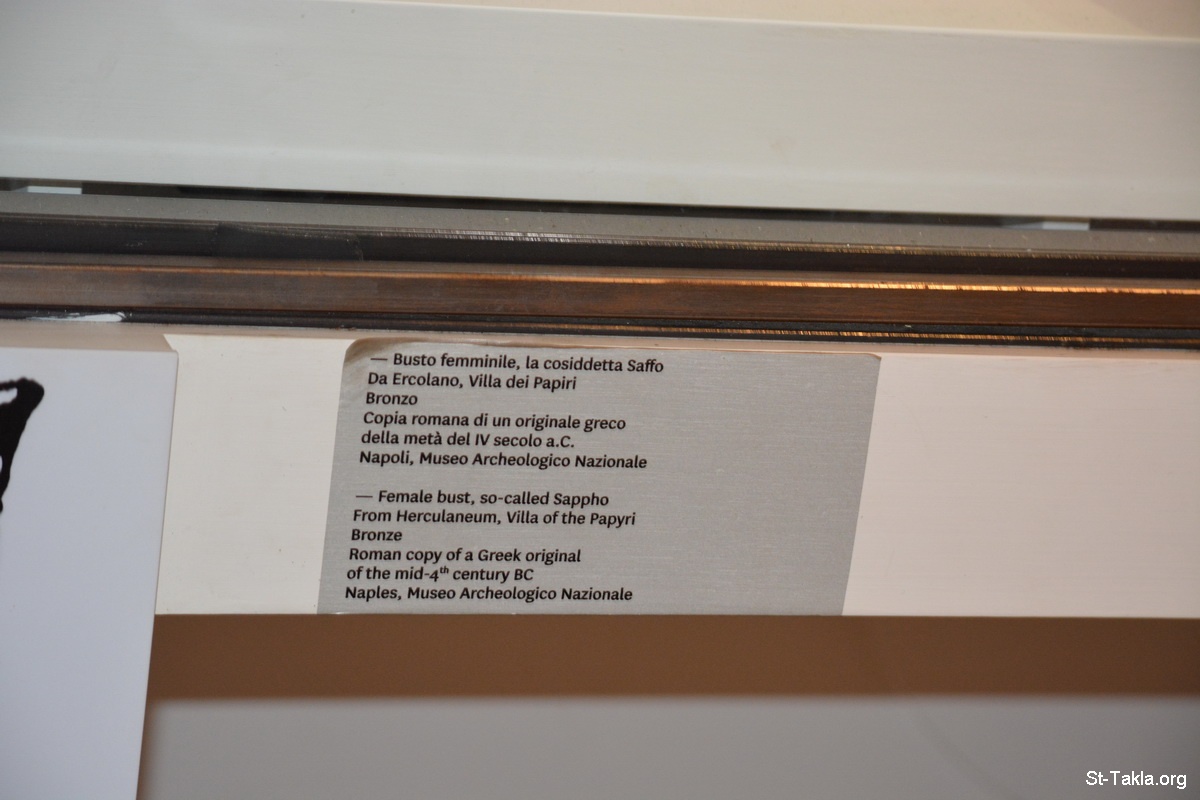 — Busto femminile, la cosiddetta Saffo
Da Ercolano, Villa dei Papiri
Bronzo
Copia romana di un originale greco
della metà del IV secolo a.C.
Napoli, Museo Archeologico Nazionale
— Female bust, so-called Sappho
From Herculaneum, Villa of the Papyri
Bronze
Roman copy of a Greek original
of the mid-4th century BC
Naples, Museo Archeologico Nazionale
St-Takla.org